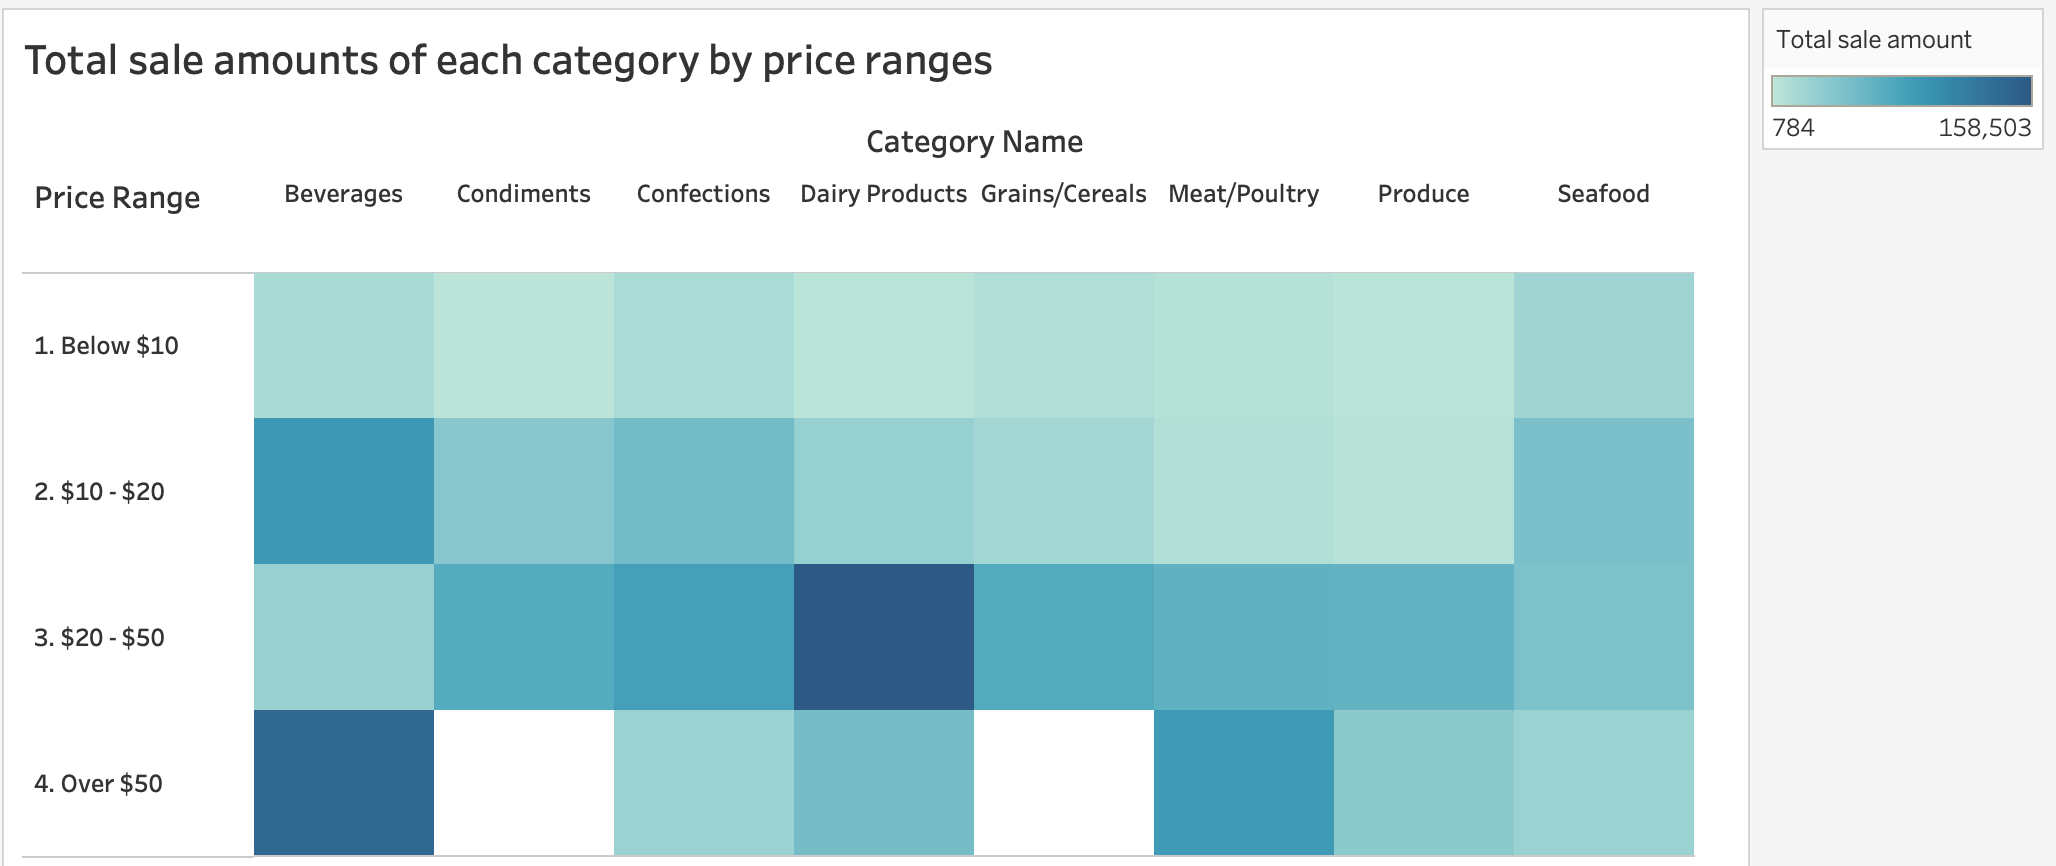 Total sale amounts of each category by price ranges
Total sale amount
784 158,503
Category Name
Price Range Beverages Condiments Confections Dairy Products Grains/Cereals Meat/Poultry Produce Seafood
1. Below $10
2. $10 - $20
3. $20 - $50
4. Over $50